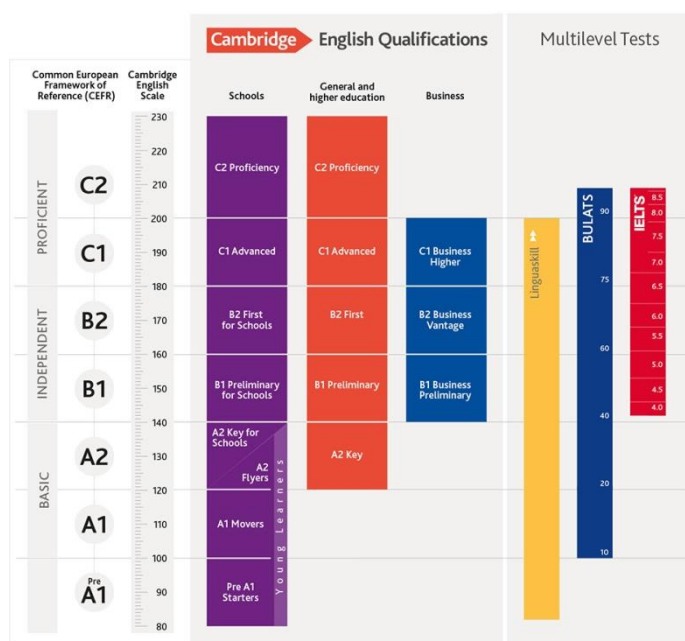 Cambridge English Qualifications
Multilevel Tests
Common European
Framework of
Reference (CEFR)
Cambridge
English
Scale
Schools
General and
higher education
Business
PROFICIENT
INDEPENDENT
BASIC
C2
C1
B2
B1
A2
A1
Pre
A1
230
220
210
200
190
180
170
160
150
140
130
120
110
100
90
80
C2 Proficiency
C1 Advanced
B2 First
for Schools
B1 Preliminary
for Schools
A2 Key for
Schools
A2
Flyers
A1 Movers
Pre A1
Starters
Young Learners
C2 Proficiency
C1 Advanced
B2 First
B1 Preliminary
A2 Key
C1 Business
Higher
B2 Business
Vantage
B1 Business
Preliminary
Linguaskill
BULATS
90
75
60
40
20
10
IELTS
8.5
8.0
7.5
7.0
6.5
6.0
5.5
5.0
4.5
4.0